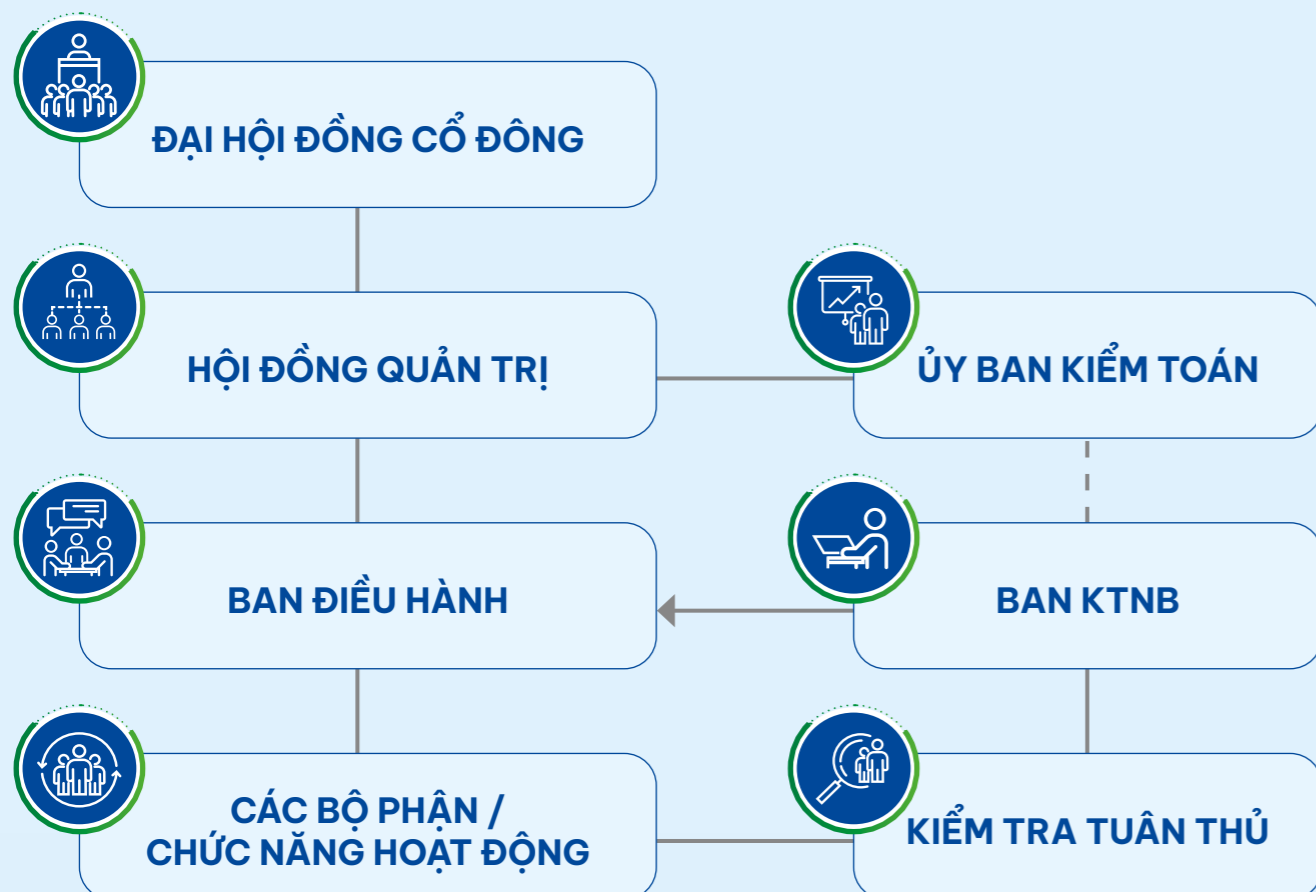 ĐẠI HỘI ĐỒNG CỔ ĐÔNG
HỘI ĐỒNG QUẢN TRỊ
ỦY BAN KIỂM TOÁN
BAN ĐIỀU HÀNH
BAN KTNB
CÁC BỘ PHẬN /
CHỨC NĂNG HOẠT ĐỘNG
KIỂM TRA TUÂN THỦ